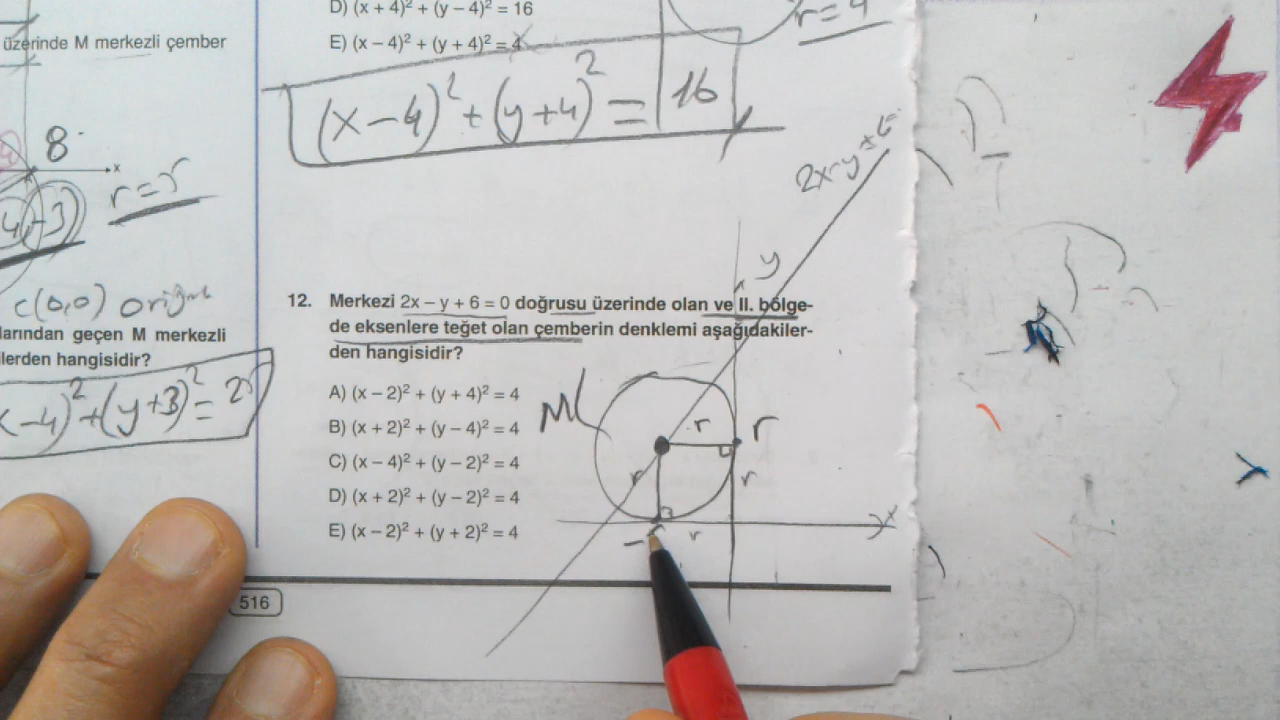 üzerinde M merkezli çember
8
x
r = r
-3)
C(0,0) orijin
larından geçen M merkezli
ilerden hangisidir?
x-4)² + (y+3)² = 25
D) (x + 4)² + (y – 4)² = 16
E) (x – 4)² + (y + 4)² = 4
r = 4
(x-4)² + (y+4)² = 16
12. Merkezi 2x – y + 6 = 0 doğrusu üzerinde olan ve II. bölge-
de eksenlere teğet olan çemberin denklemi aşağıdakiler-
den hangisidir?
A) (x – 2)² + (y + 4)² = 4
B) (x + 2)² + (y – 4)² = 4
C) (x – 4)² + (y – 2)² = 4
D) (x + 2)² + (y – 2)² = 4
E) (x – 2)² + (y + 2)² = 4
2x-y+6
y
M
r
r
r
r
r
-r
x
516